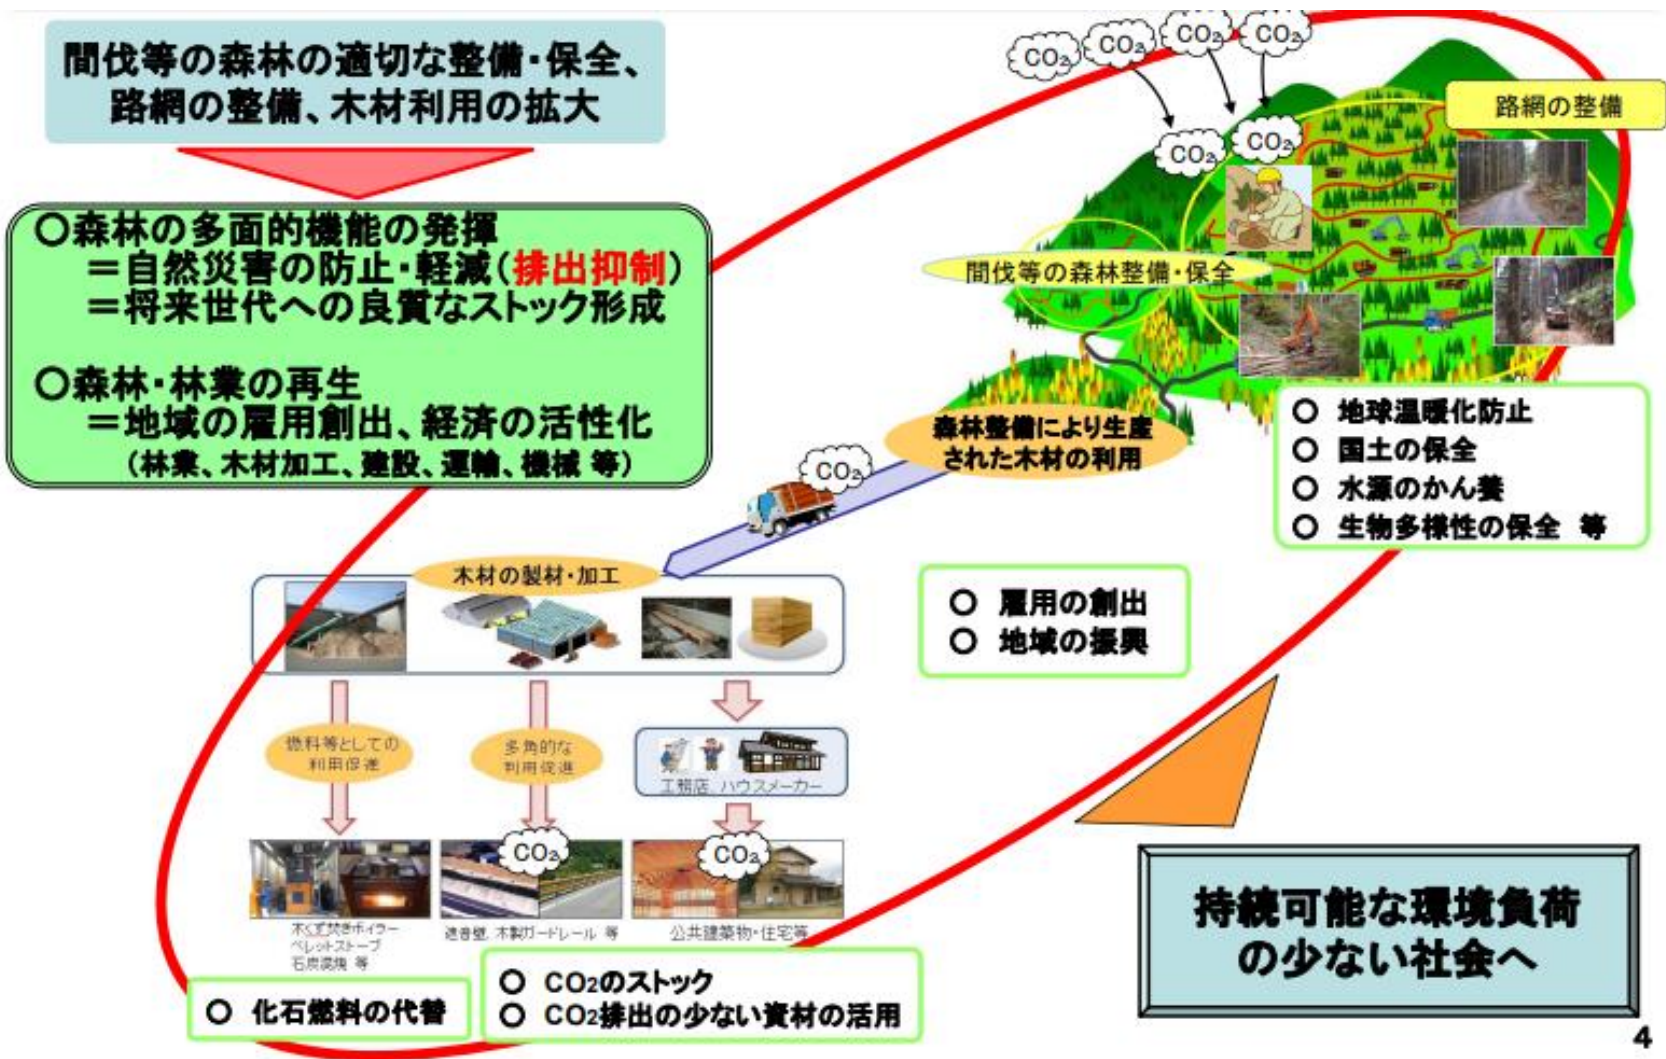 間伐等の森林の適切な整備・保全、
路網の整備、木材利用の拡大
○森林の多面的機能の発揮
＝自然災害の防止・軽減（排出抑制）
＝将来世代への良質なストック形成
○森林・林業の再生
＝地域の雇用創出、経済の活性化
（林業、木材加工、建設、運輸、機械 等）
CO₂
CO₂
CO₂
CO₂
CO₂
CO₂
路網の整備
間伐等の森林整備・保全
森林整備により生産
された木材の利用
○ 地球温暖化防止
○ 国土の保全
○ 水源のかん養
○ 生物多様性の保全 等
CO₂
木材の製材・加工
○ 雇用の創出
○ 地域の振興
燃料等としての
利用促進
多角的な
利用促進
工務店、ハウスメーカー
CO₂
CO₂
木くず焚きボイラー
ペレットストーブ
石炭混焼 等
遮音壁、木製ガードレール 等
公共建築物・住宅等
○ 化石燃料の代替
○ CO₂のストック
○ CO₂排出の少ない資材の活用
持続可能な環境負荷
の少ない社会へ
4